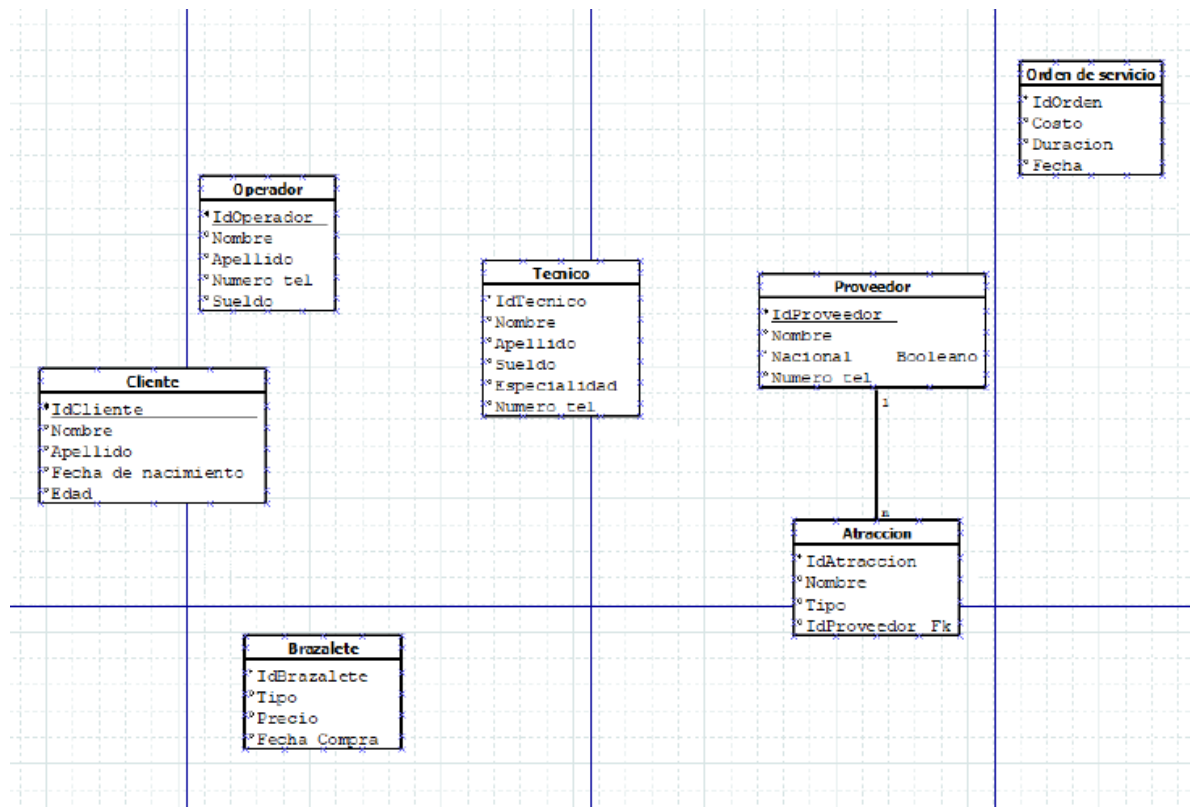 Orden de servicio
IdOrden
Costo
Duracion
Fecha
Operador
IdOperador
Nombre
Apellido
Numero tel
Sueldo
Tecnico
IdTecnico
Nombre
Apellido
Sueldo
Especialidad
Numero tel
Proveedor
IdProveedor
Nombre
Nacional Booleano
Numero tel
Cliente
IdCliente
Nombre
Apellido
Fecha de nacimiento
Edad
1
n
Atraccion
IdAtraccion
Nombre
Tipo
IdProveedor Fk
Brazalete
IdBrazalete
Tipo
Precio
Fecha Compra